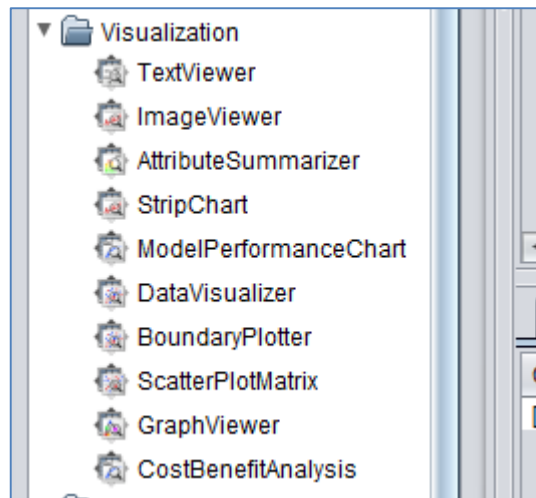 Visualization
TextViewer
ImageViewer
AttributeSummarizer
StripChart
ModelPerformanceChart
DataVisualizer
BoundaryPlotter
ScatterPlotMatrix
GraphViewer
CostBenefitAnalysis